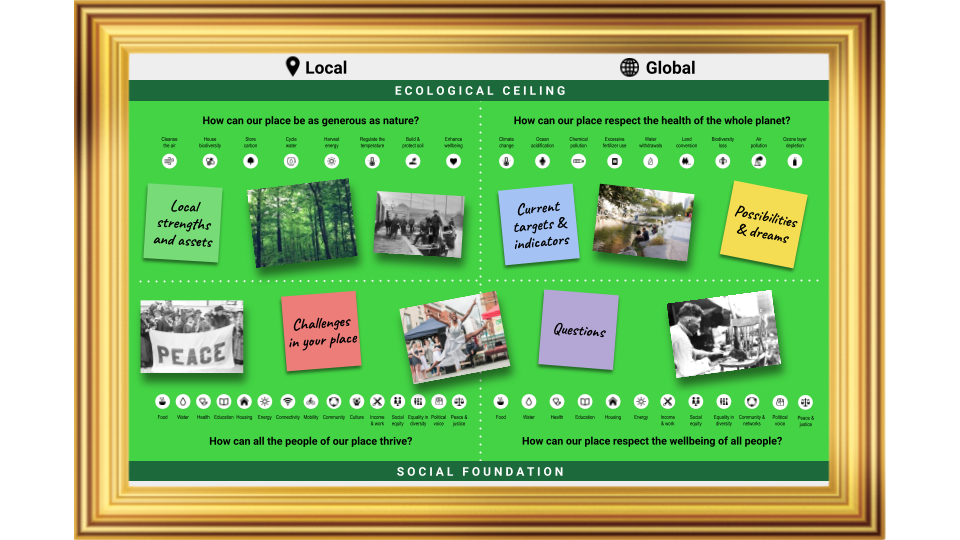 Local
Global
ECOLOGICAL CEILING
How can our place be as generous as nature?
How can our place respect the health of the whole planet?
Cleanse
the air
House
biodiversity
Store
carbon
Cycle
water
Harvest
energy
Regulate the
temperature
Build &
protect soil
Enhance
wellbeing
Climate
change
Ocean
acidification
Chemical
pollution
Excessive
fertilizer use
Water
withdrawals
Land
conversion
Biodiversity
loss
Air
pollution
Ozone layer
depletion
Local
strengths
and assets
Current
targets &
indicators
Possibilities
& dreams
PEACE
Challenges
in your place
Questions
Food
Water
Health
Education
Housing
Energy
Connectivity
Mobility
Community
Culture
Income
& work
Social
equity
Equality in
diversity
Political
voice
Peace &
justice
Food
Water
Health
Education
Housing
Energy
Income
& work
Social
equity
Equality in
diversity
Community &
networks
Political
voice
Peace &
justice
How can all the people of our place thrive?
How can our place respect the wellbeing of all people?
SOCIAL FOUNDATION